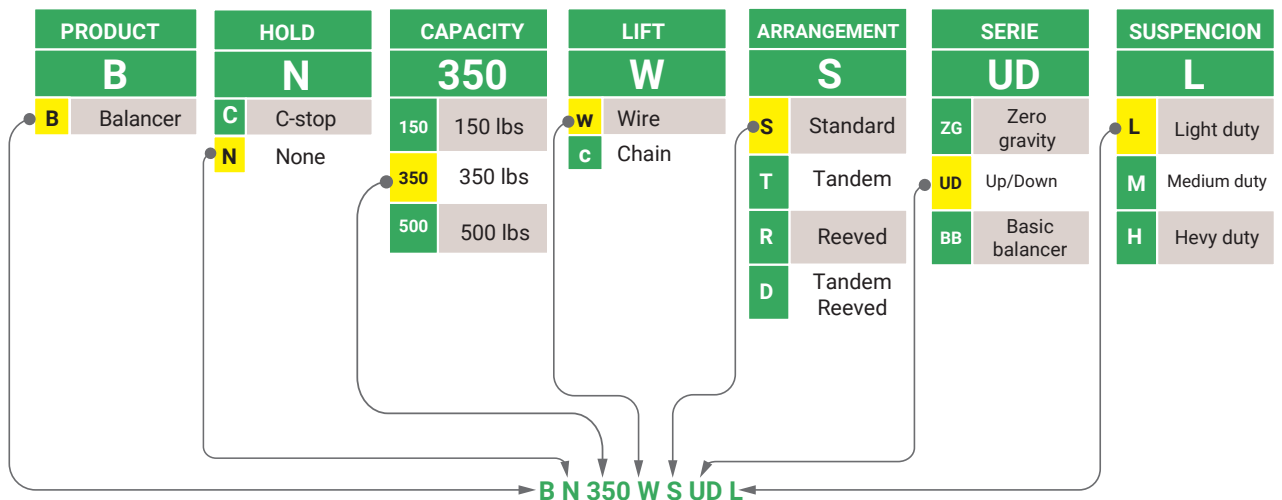 PRODUCT
B
B Balancer
HOLD
N
C C-stop
N None
CAPACITY
350
150 150 lbs
350 350 lbs
500 500 lbs
LIFT
W
w Wire
c Chain
ARRANGEMENT
S
S Standard
T Tandem
R Reeved
D Tandem
Reeved
SERIE
UD
ZG Zero
gravity
UD Up/Down
BB Basic
balancer
SUSPENCION
L
L Light duty
M Medium duty
H Hevy duty
B N 350 W S UD L